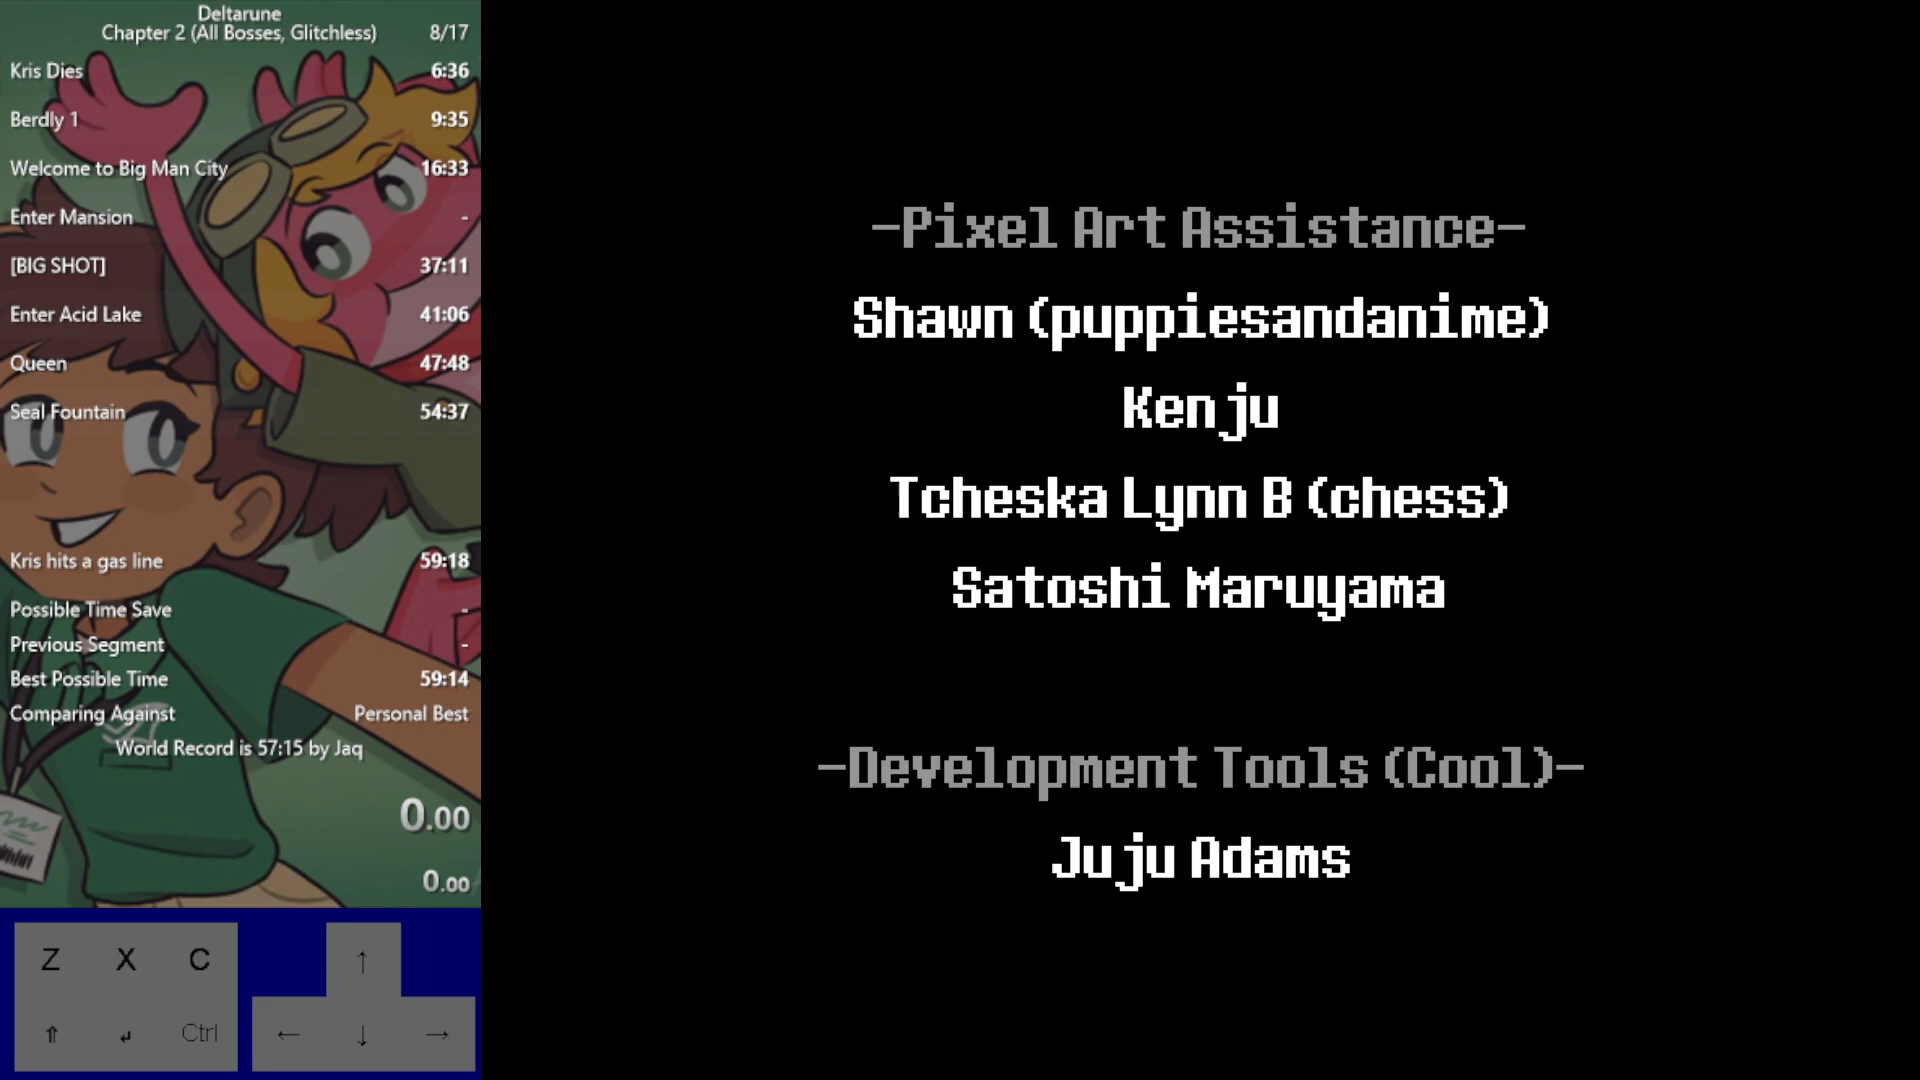 Deltarune
Chapter 2 (All Bosses, Glitchless) 8/17
Kris Dies 6:36
Berdly 1 9:35
Welcome to Big Man City 16:33
Enter Mansion -
[BIG SHOT] 37:11
Enter Acid Lake 41:06
Queen 47:48
Seal Fountain 54:37
Kris hits a gas line 59:18
Possible Time Save -
Previous Segment -
Best Possible Time 59:14
Comparing Against Personal Best
World Record is 57:15 by Jaq
0.00
0.00
Z X C ↑
⇑ ↵ Ctrl ← ↓ →
-Pixel Art Assistance-
Shawn (puppiesandanime)
Kenju
Tcheska Lynn B (chess)
Satoshi Maruyama
-Development Tools (Cool)-
Juju Adams